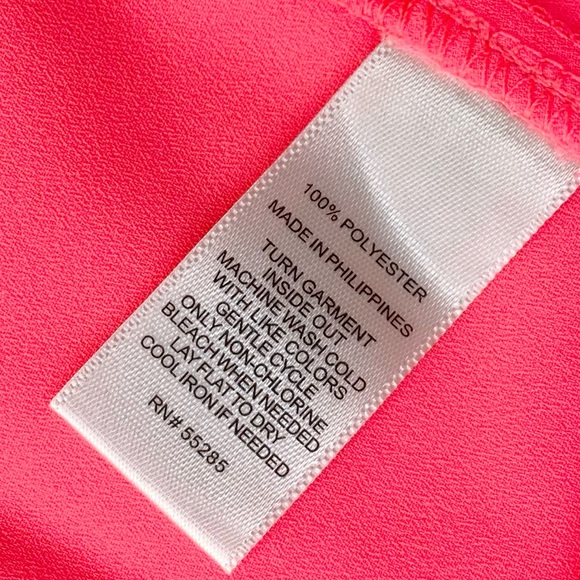 100% POLYESTER
MADE IN PHILIPPINES
TURN GARMENT
INSIDE OUT
MACHINE WASH COLD
WITH LIKE COLORS
GENTLE CYCLE
ONLY NON-CHLORINE
BLEACH WHEN NEEDED
LAY FLAT TO DRY
COOL IRON IF NEEDED
RN# 55285